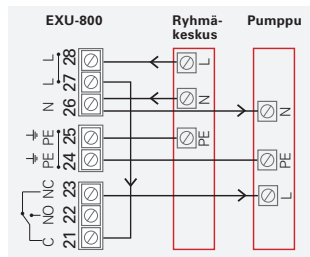 EXU-800
Ryhmä-
keskus
Pumppu
L 28
L 27
N 26
PE 25
PE 24
NC 23
NO 22
C 21
L
N
PE
N
PE
L